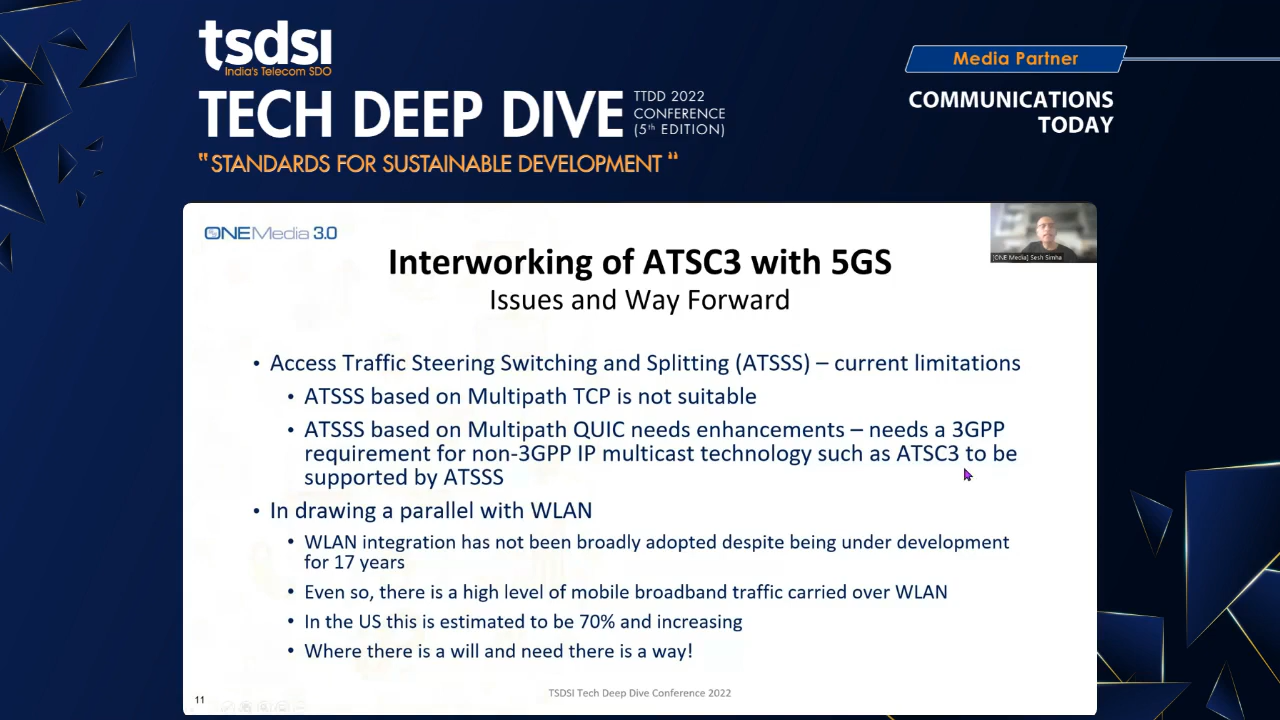 tsdsi
India's Telecom SDO
TECH DEEP DIVE
TTDD 2022
CONFERENCE
(5th EDITION)
"STANDARDS FOR SUSTAINABLE DEVELOPMENT"
Media Partner
COMMUNICATIONS
TODAY
ONE Media 3.0
[ONE Media] Sesh Simha
Interworking of ATSC3 with 5GS
Issues and Way Forward
• Access Traffic Steering Switching and Splitting (ATSSS) – current limitations
• ATSSS based on Multipath TCP is not suitable
• ATSSS based on Multipath QUIC needs enhancements – needs a 3GPP
requirement for non-3GPP IP multicast technology such as ATSC3 to be
supported by ATSSS
• In drawing a parallel with WLAN
• WLAN integration has not been broadly adopted despite being under development
for 17 years
• Even so, there is a high level of mobile broadband traffic carried over WLAN
• In the US this is estimated to be 70% and increasing
• Where there is a will and need there is a way!
TSDSI Tech Deep Dive Conference 2022
11